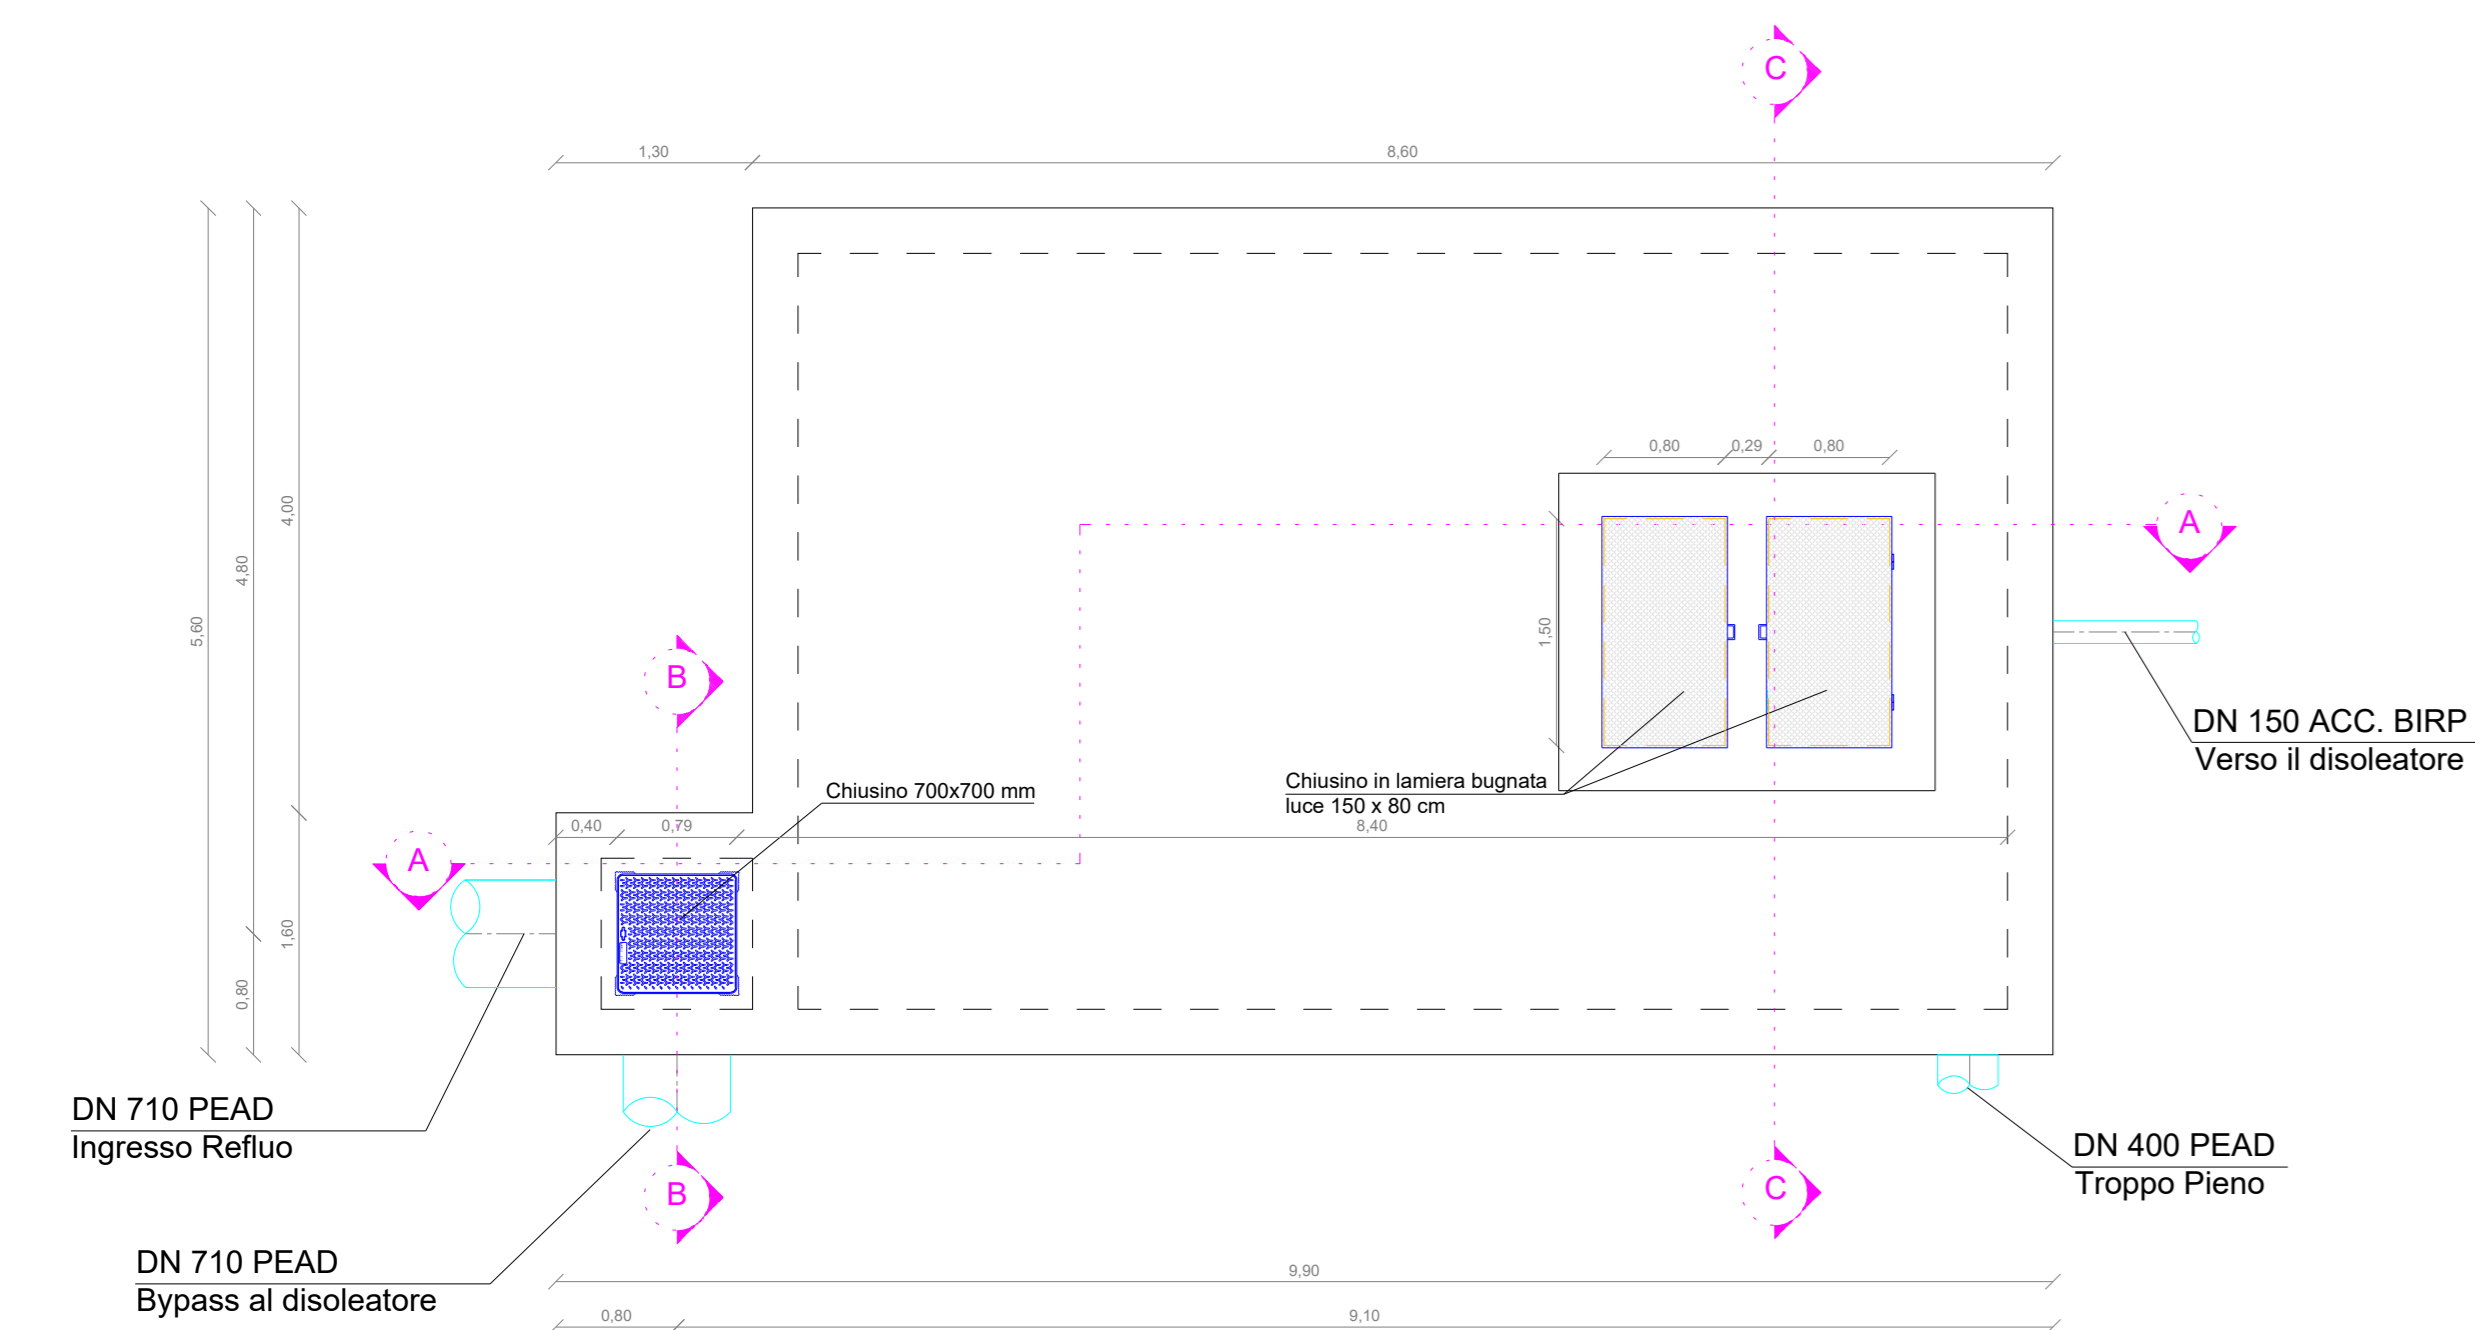 C
1,30
8,60
5,60
4,80
4,00
0,80
0,29
0,80
A
1,50
B
DN 150 ACC. BIRP
Verso il disoleatore
Chiusino 700x700 mm
Chiusino in lamiera bugnata
luce 150 x 80 cm
0,40
0,79
8,40
A
1,60
0,80
DN 710 PEAD
Ingresso Refluo
DN 400 PEAD
Troppo Pieno
B
C
DN 710 PEAD
Bypass al disoleatore
9,90
0,80
9,10